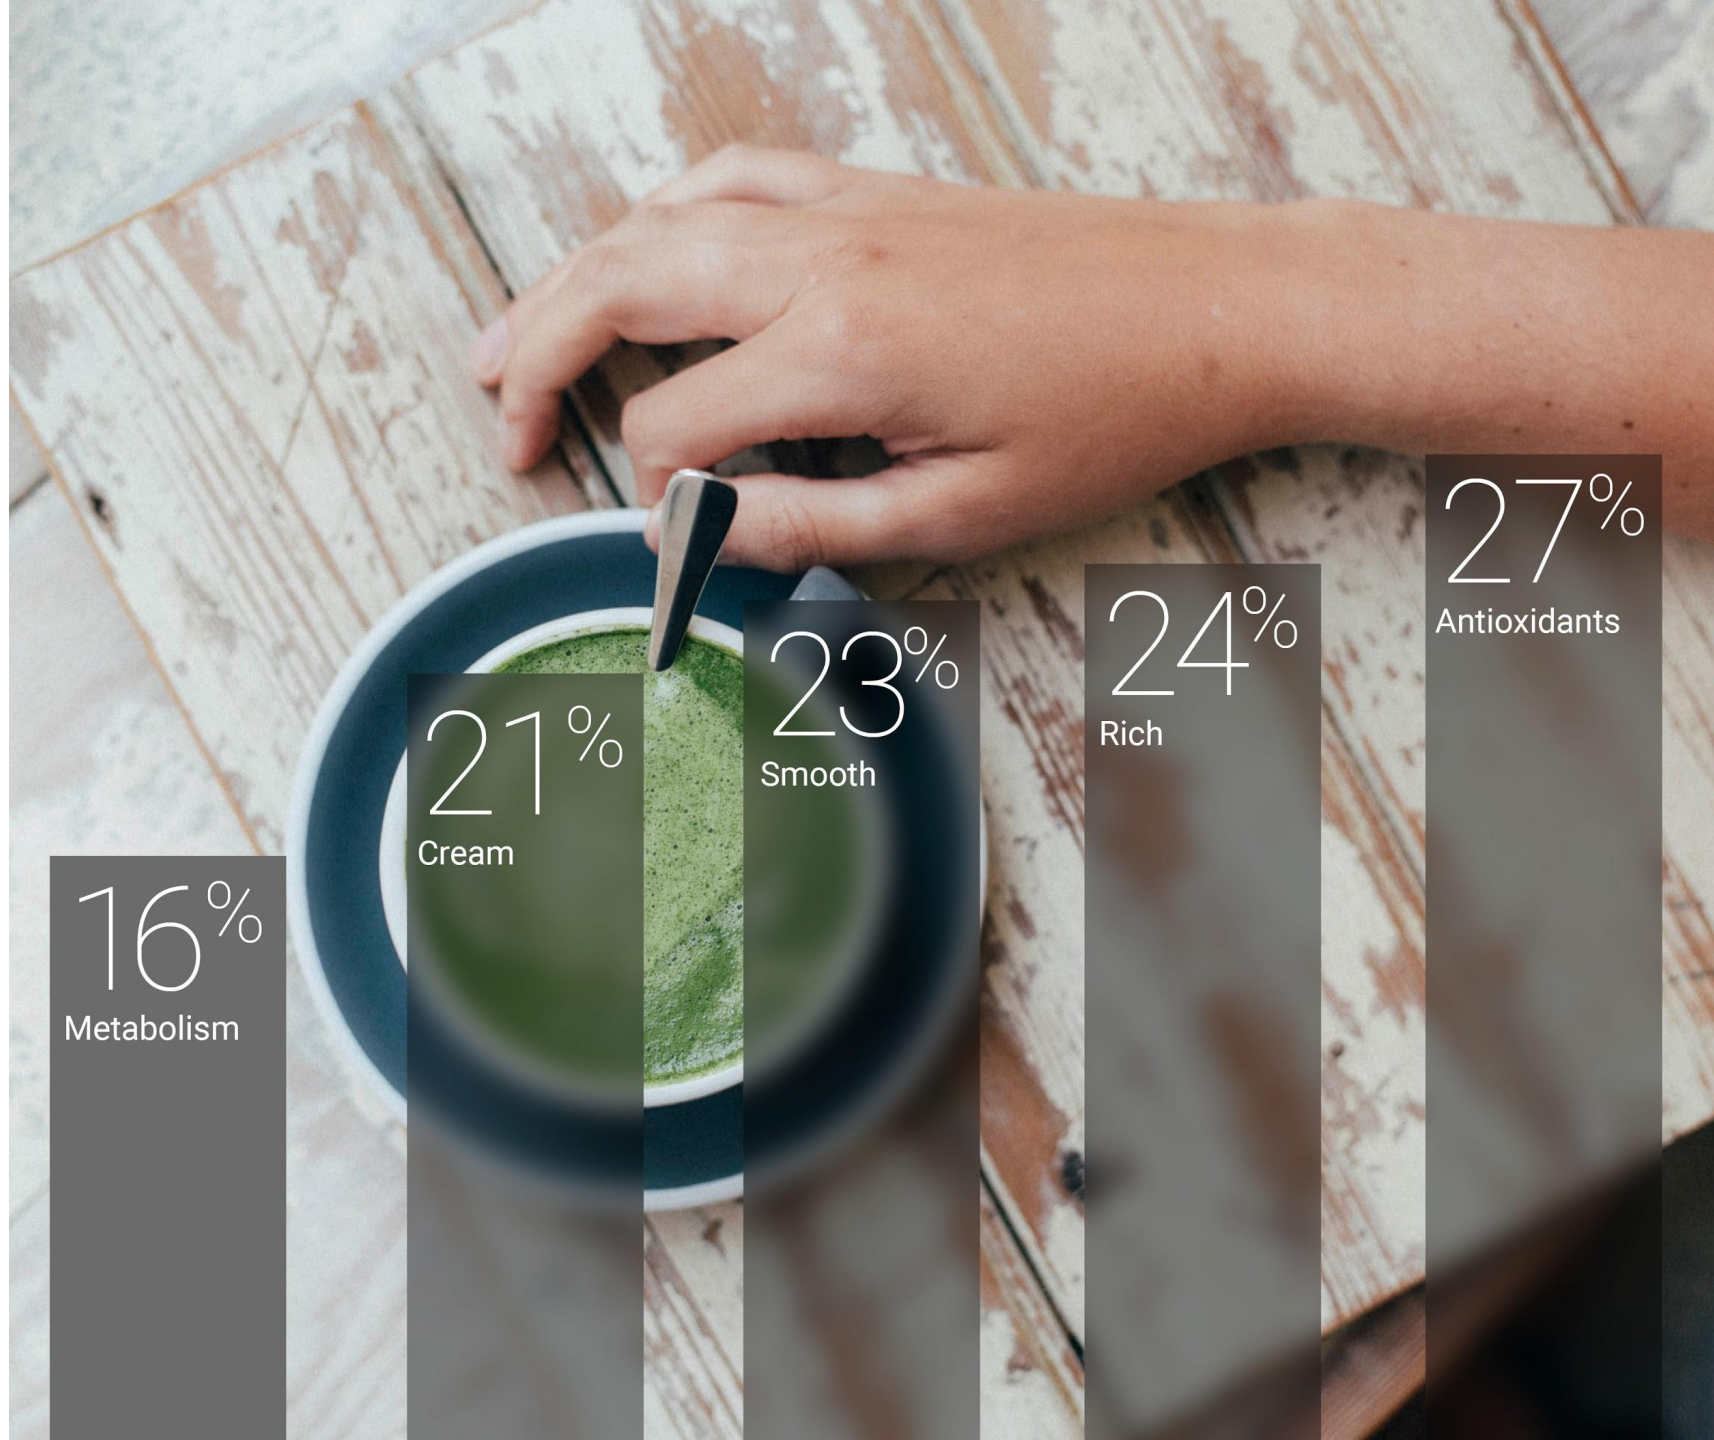 16%
Metabolism
21%
Cream
23%
Smooth
24%
Rich
27%
Antioxidants